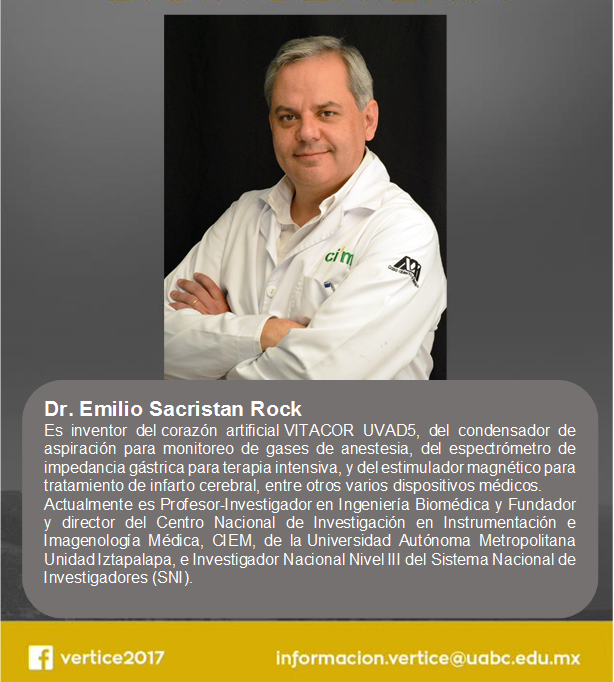 ci3m
Dr. Emilio Sacristan Rock
Es inventor del corazón artificial VITACOR UVAD5, del condensador de
aspiración para monitoreo de gases de anestesia, del espectrómetro de
impedancia gástrica para terapia intensiva, y del estimulador magnético para
tratamiento de infarto cerebral, entre otros varios dispositivos médicos.
Actualmente es Profesor-Investigador en Ingeniería Biomédica y Fundador
y director del Centro Nacional de Investigación en Instrumentación e
Imagenología Médica, CIEM, de la Universidad Autónoma Metropolitana
Unidad Iztapalapa, e Investigador Nacional Nivel III del Sistema Nacional de
Investigadores (SNI).
f vertice2017
informacion.vertice@uabc.edu.mx